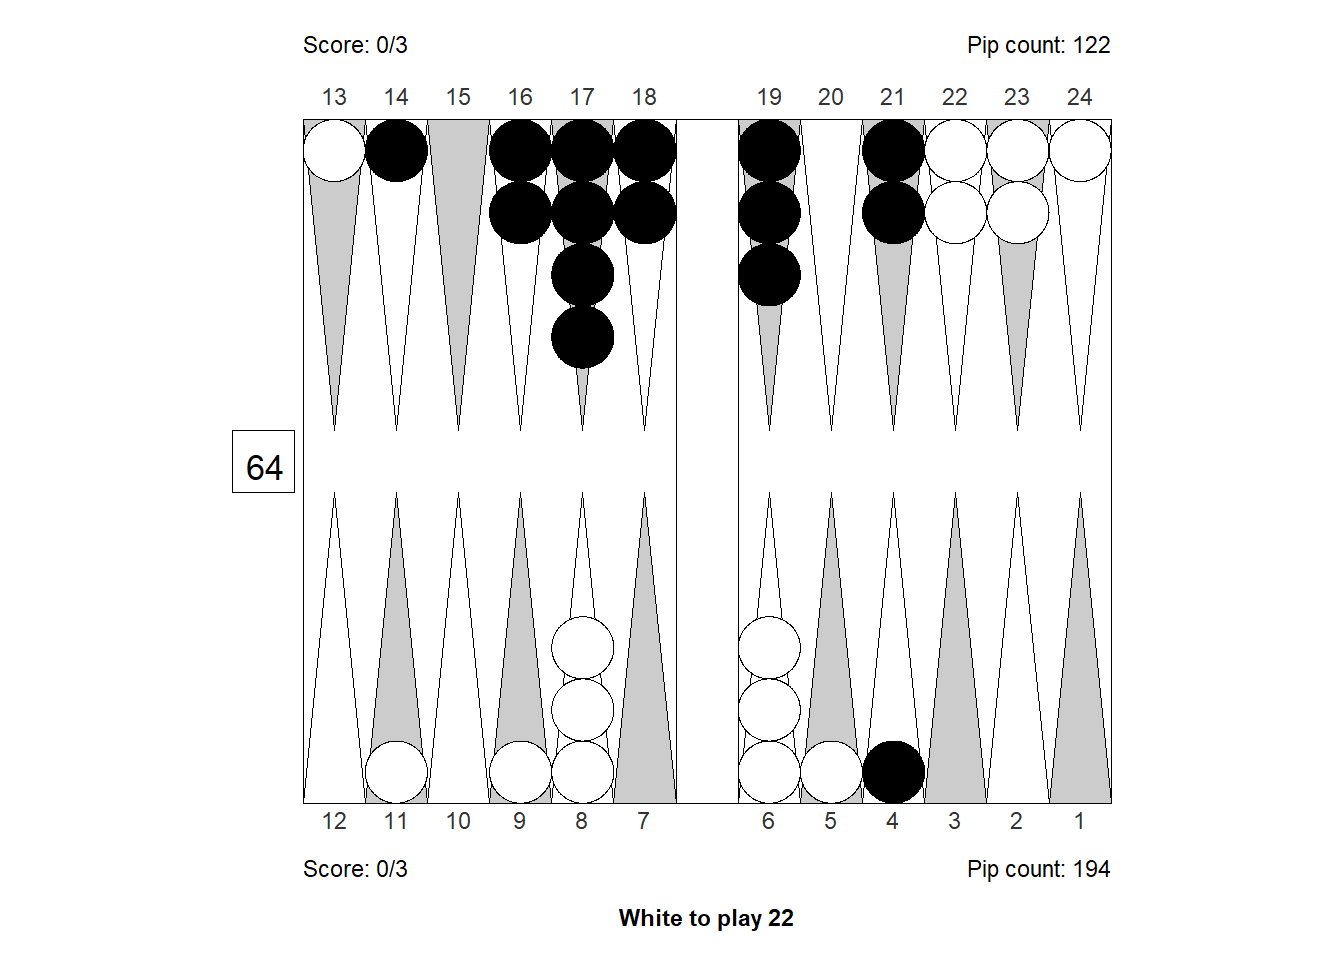 Score: 0/3 Pip count: 122
13 14 15 16 17 18 19 20 21 22 23 24
64
12 11 10 9 8 7 6 5 4 3 2 1
Score: 0/3 Pip count: 194
White to play 22